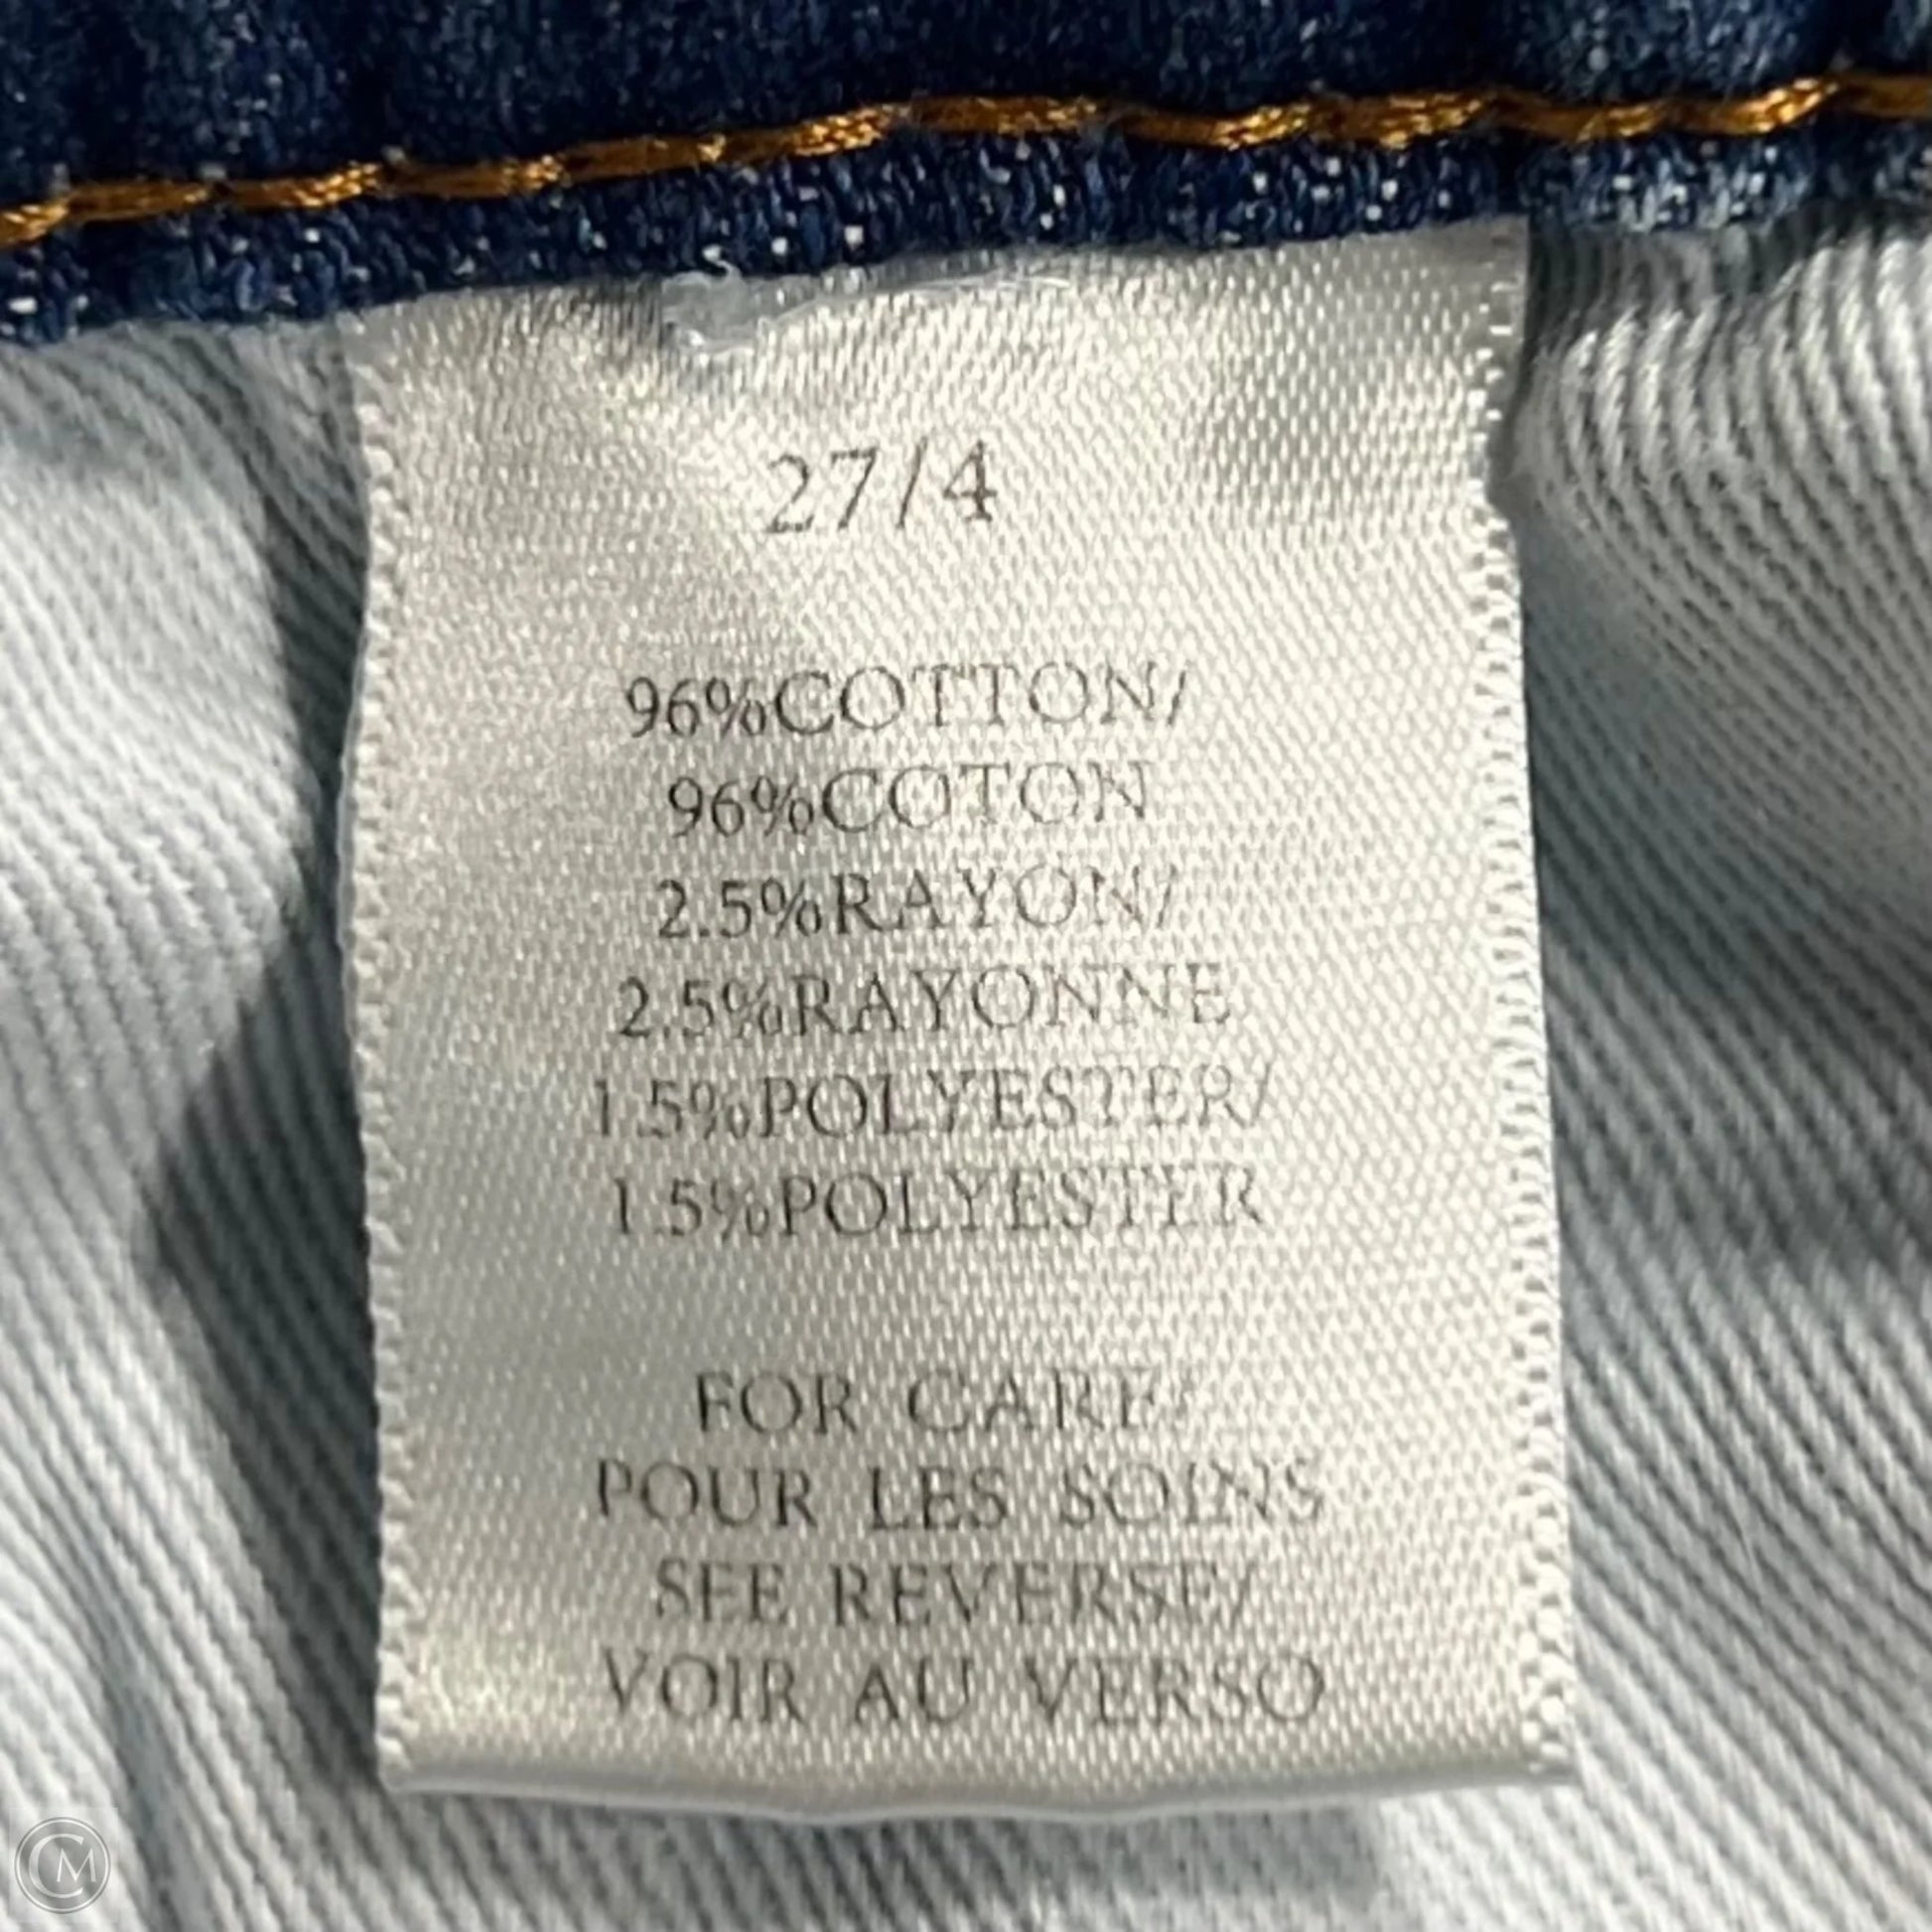 27/4
96%COTTON/
96%COTON
2.5%RAYON/
2.5%RAYONNE
1.5%POLYESTER/
1.5%POLYESTER
FOR CARE/
POUR LES SOINS
SEE REVERSE/
VOIR AU VERSO
CM